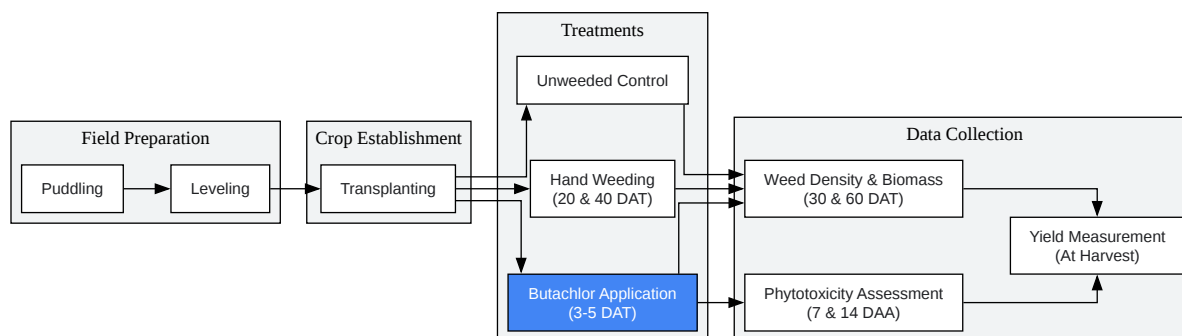 Treatments
Unweeded Control
Field Preparation
Crop Establishment
Data Collection
Puddling
Leveling
Transplanting
Hand Weeding
(20 & 40 DAT)
Weed Density & Biomass
(30 & 60 DAT)
Yield Measurement
(At Harvest)
Butachlor Application
(3-5 DAT)
Phytotoxicity Assessment
(7 & 14 DAA)